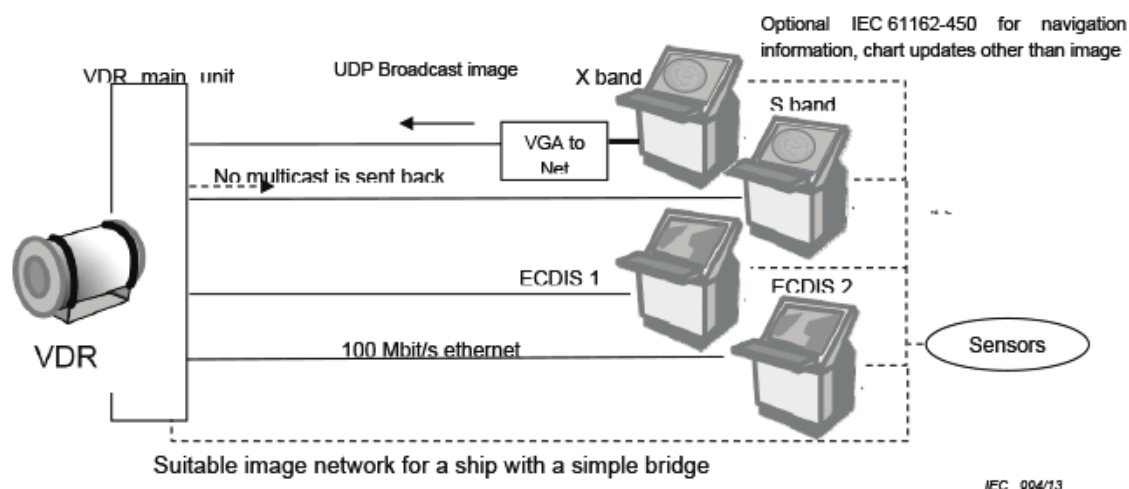 Optional IEC 61162-450 for navigation
information, chart updates other than image
VDR main unit
UDP Broadcast image
X band
S band
VGA to
Net
No multicast is sent back
ECDIS 1
ECDIS 2
VDR
100 Mbit/s ethernet
Sensors
Suitable image network for a ship with a simple bridge
IEC 994/13